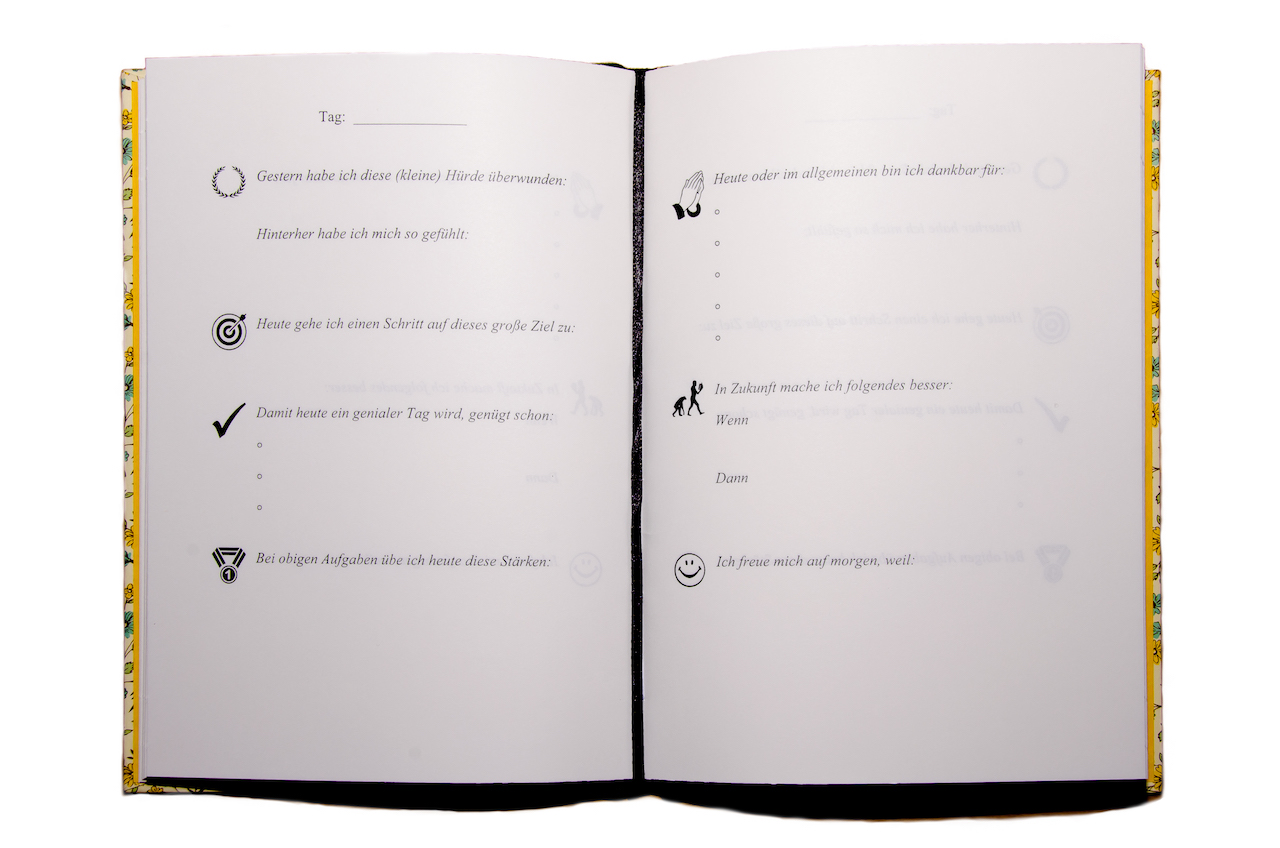 Tag: ______________
Gestern habe ich diese (kleine) Hürde überwunden:
Hinterher habe ich mich so gefühlt:
Heute gehe ich einen Schritt auf dieses große Ziel zu:
Damit heute ein genialer Tag wird, genügt schon:
Bei obigen Aufgaben übe ich heute diese Stärken:
1
Heute oder im allgemeinen bin ich dankbar für:
In Zukunft mache ich folgendes besser:
Wenn
Dann
Ich freue mich auf morgen, weil: